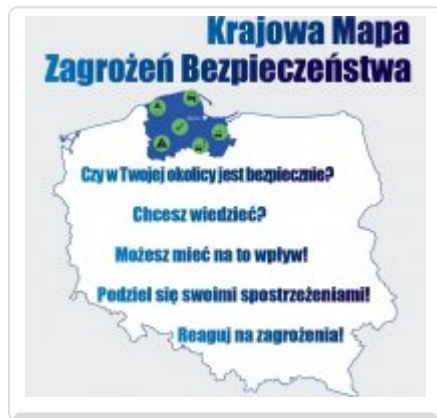 Krajowa Mapa
Zagrożeń Bezpieczeństwa
Czy w Twojej okolicy jest bezpiecznie?
Chcesz wiedzieć?
Możesz mieć na to wpływ!
Podziel się swoimi spostrzeżeniami!
Reaguj na zagrożenia!